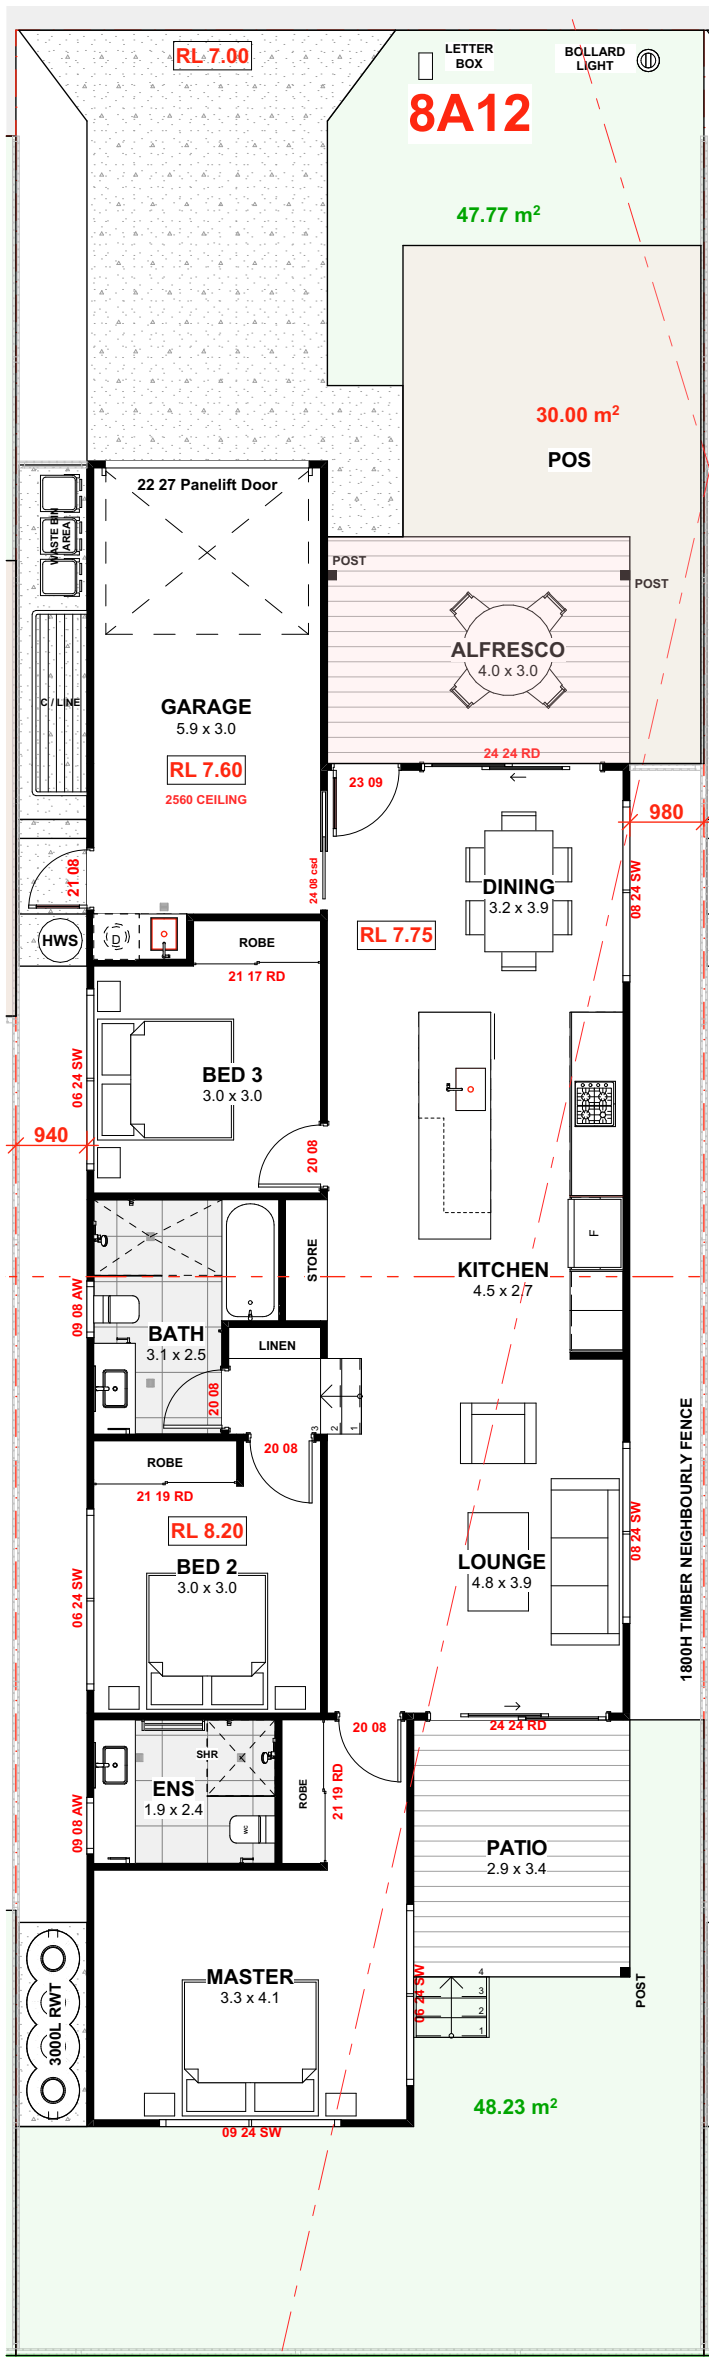 RL 7.00
LETTER
BOX
BOLLARD
LIGHT
8A12
47.77 m²
30.00 m²
POS
22 27 Panelift Door
WASTE BIN
AREA
POST
POST
ALFRESCO
4.0 x 3.0
C / LINE
GARAGE
5.9 x 3.0
RL 7.60
2560 CEILING
24 24 RD
23 09
980
21 08
24 08 csd
08 24 SW
DINING
3.2 x 3.9
HWS
D
ROBE
RL 7.75
21 17 RD
06 24 SW
BED 3
3.0 x 3.0
940
20 08
F
STORE
KITCHEN
4.5 x 2.7
09 08 AW
BATH
3.1 x 2.5
LINEN
20 08
3
2
1
20 08
ROBE
21 19 RD
RL 8.20
BED 2
3.0 x 3.0
06 24 SW
LOUNGE
4.8 x 3.9
08 24 SW
1800H TIMBER NEIGHBOURLY FENCE
20 08
24 24 RD
SHR
ENS
1.9 x 2.4
WC
ROBE
21 19 RD
09 08 AW
PATIO
2.9 x 3.4
MASTER
3.3 x 4.1
06 24 SW
4
3
2
1
POST
3000L RWT
48.23 m²
09 24 SW